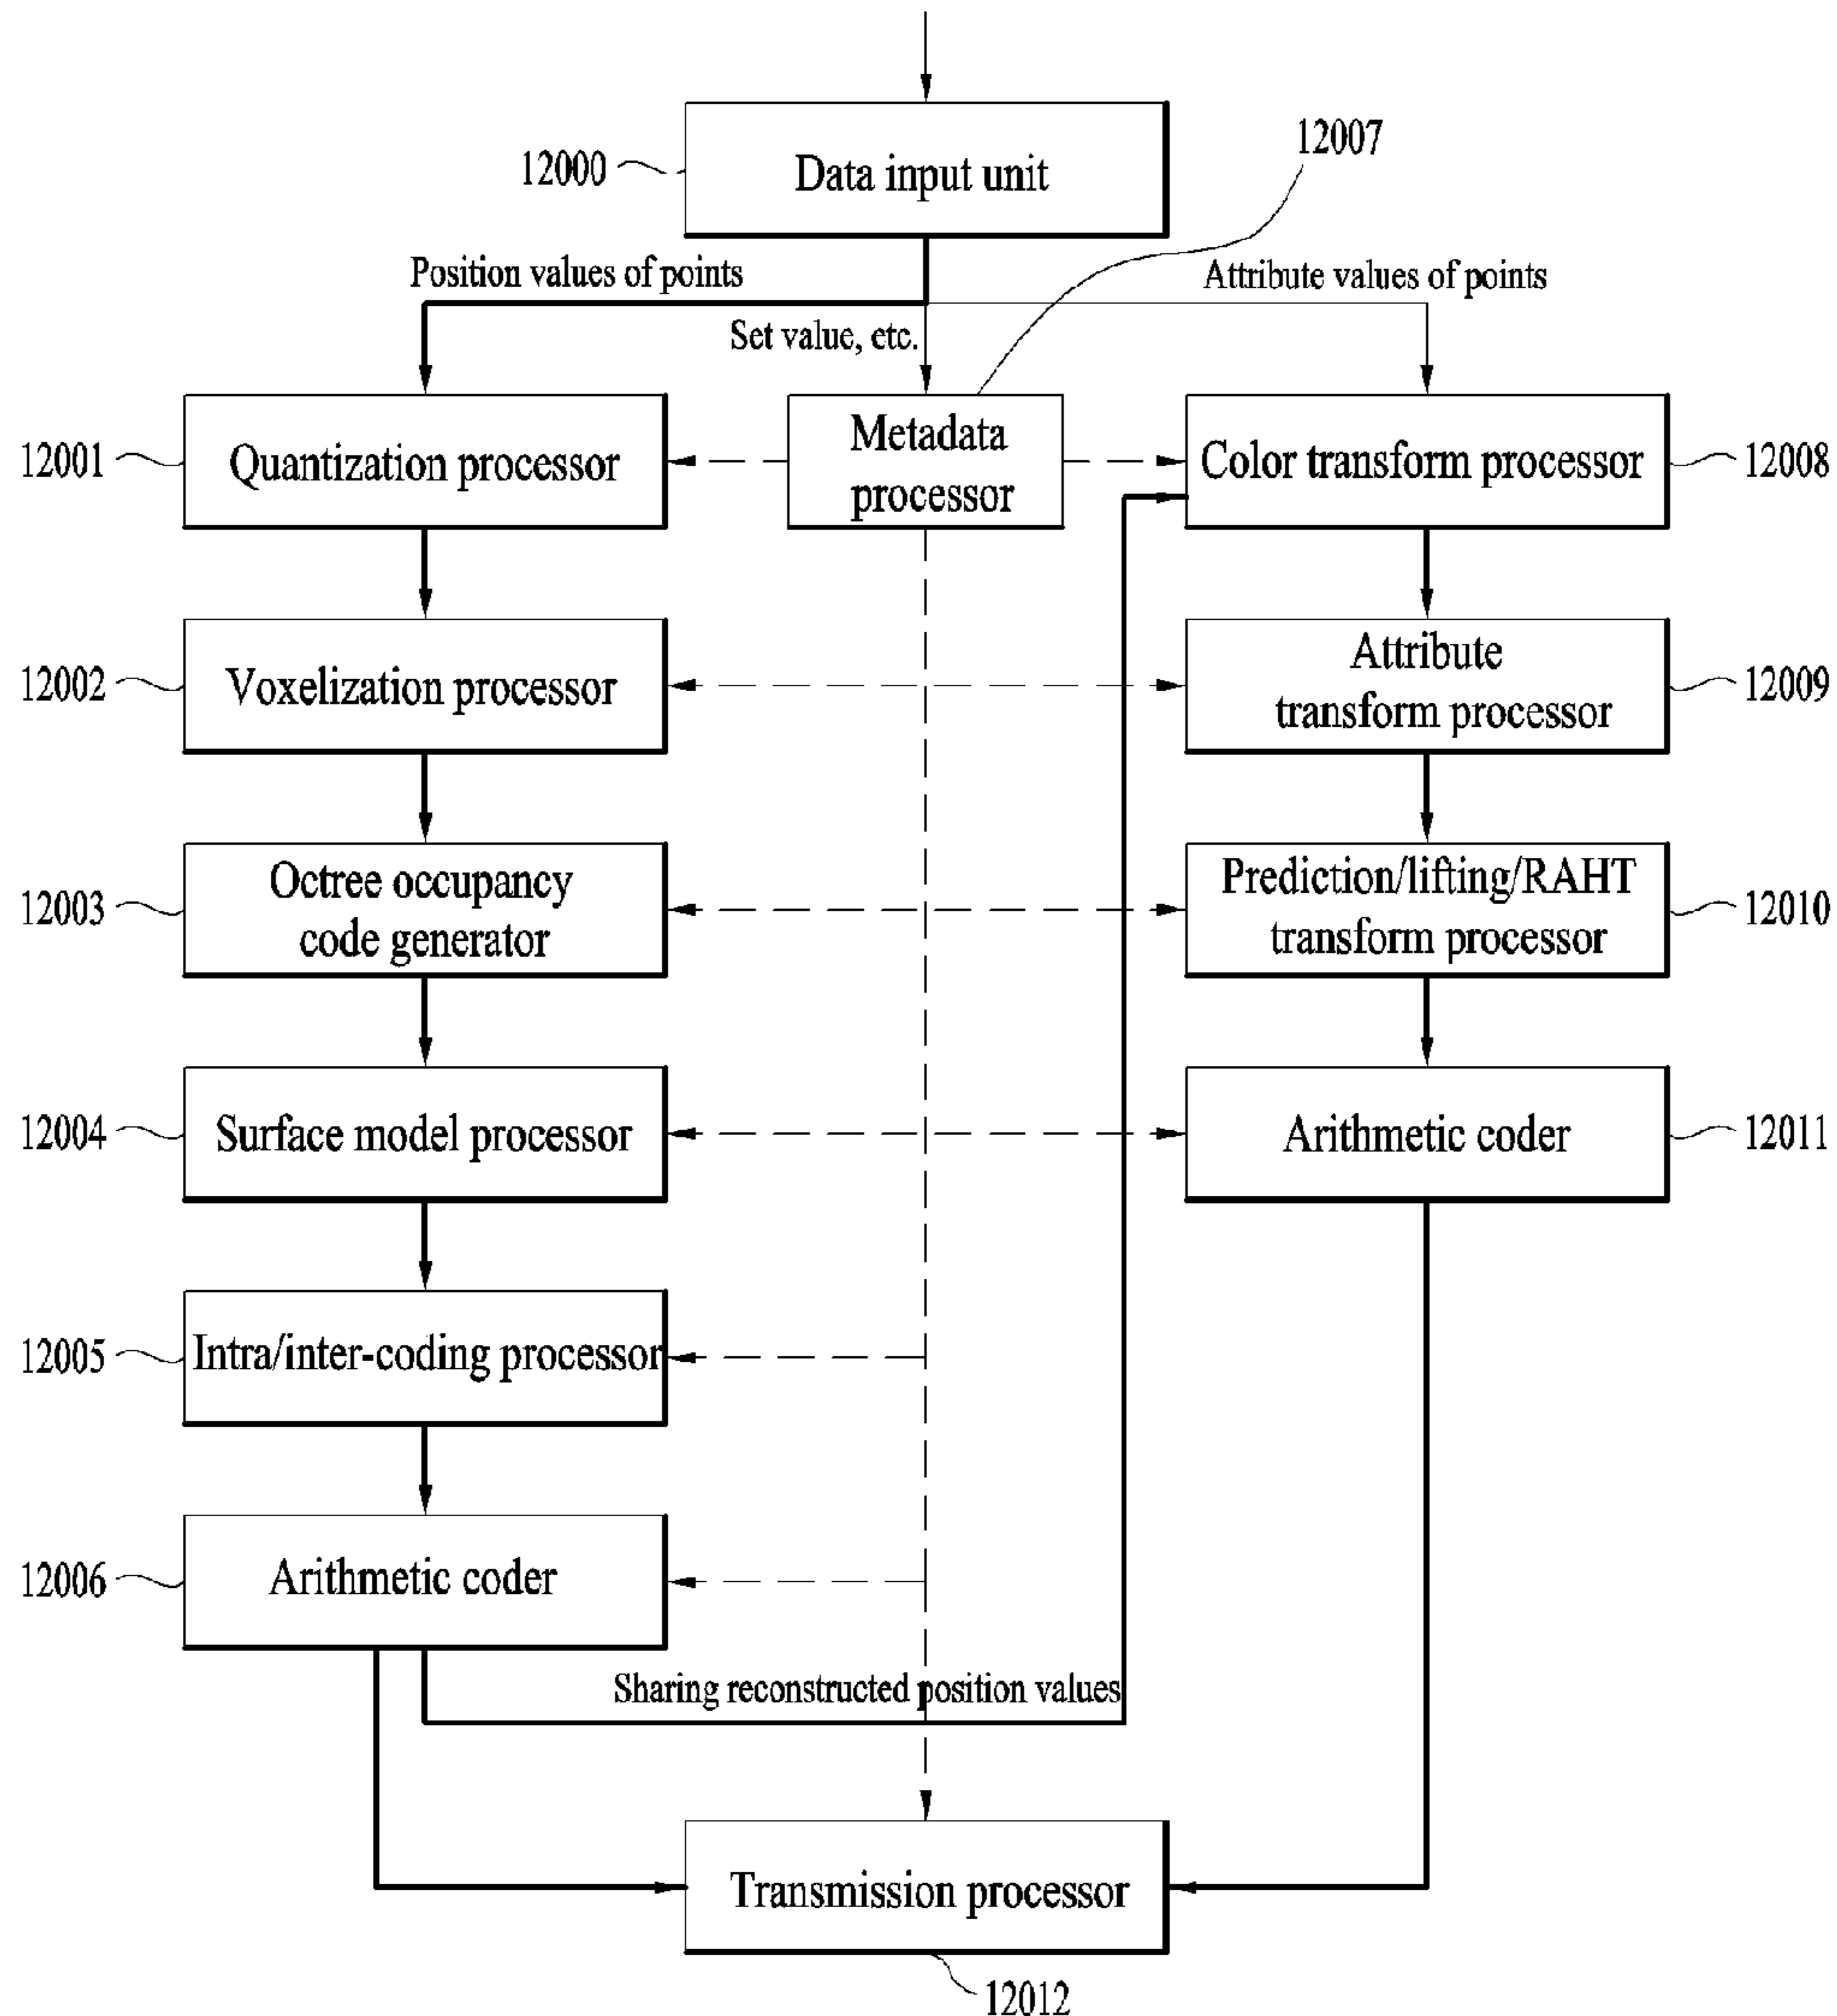 12000
Data input unit
12007
Position values of points
Attribute values of points
Set value, etc.
12001
Quantization processor
Metadata
processor
Color transform processor
12008
12002
Voxelization processor
Attribute
transform processor
12009
12003
Octree occupancy
code generator
Prediction/lifting/RAHT
transform processor
12010
12004
Surface model processor
Arithmetic coder
12011
12005
Intra/inter-coding processor
12006
Arithmetic coder
Sharing reconstructed position values
Transmission processor
12012